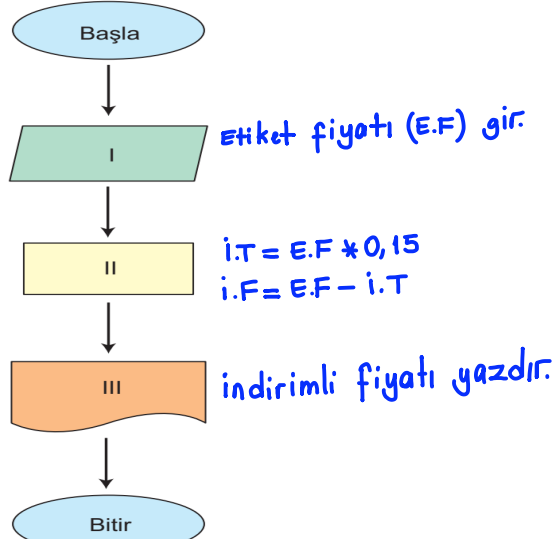 Başla
I
Etiket fiyatı (E.F) gir.
II
İ.T = E.F * 0,15
İ.F = E.F - İ.T
III
indirimli fiyatı yazdır.
Bitir